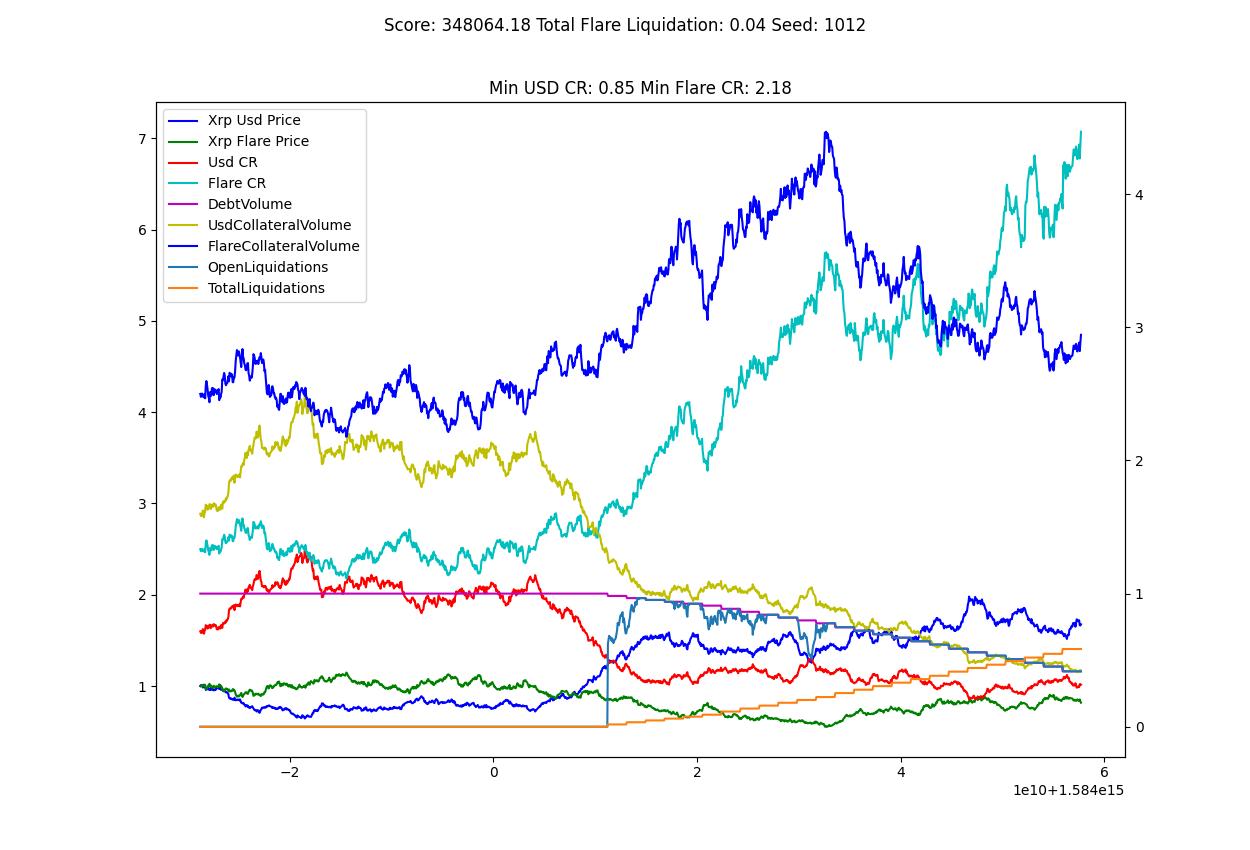 Score: 348064.18 Total Flare Liquidation: 0.04 Seed: 1012
Min USD CR: 0.85 Min Flare CR: 2.18
Xrp Usd Price
Xrp Flare Price
Usd CR
Flare CR
DebtVolume
UsdCollateralVolume
FlareCollateralVolume
OpenLiquidations
TotalLiquidations
7
6
5
4
3
2
1
4
3
2
1
0
−2
0
2
4
6
1e10+1.584e15